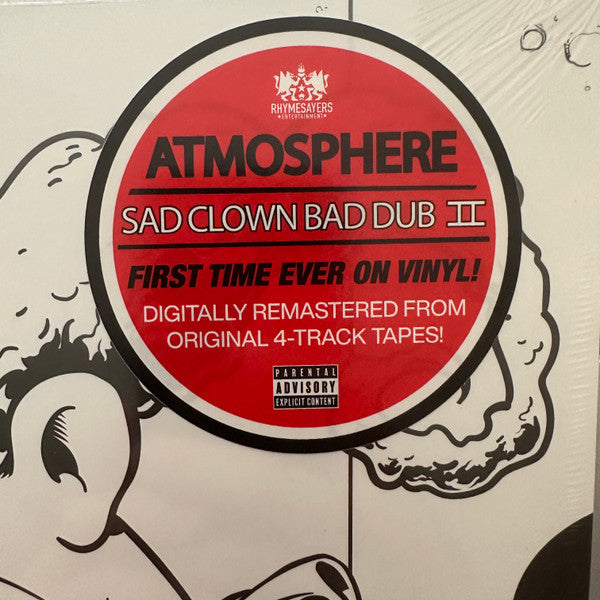 RHYMESAYERS
ENTERTAINMENT
ATMOSPHERE
SAD CLOWN BAD DUB II
FIRST TIME EVER ON VINYL!
DIGITALLY REMASTERED FROM
ORIGINAL 4-TRACK TAPES!
PARENTAL
ADVISORY
EXPLICIT CONTENT